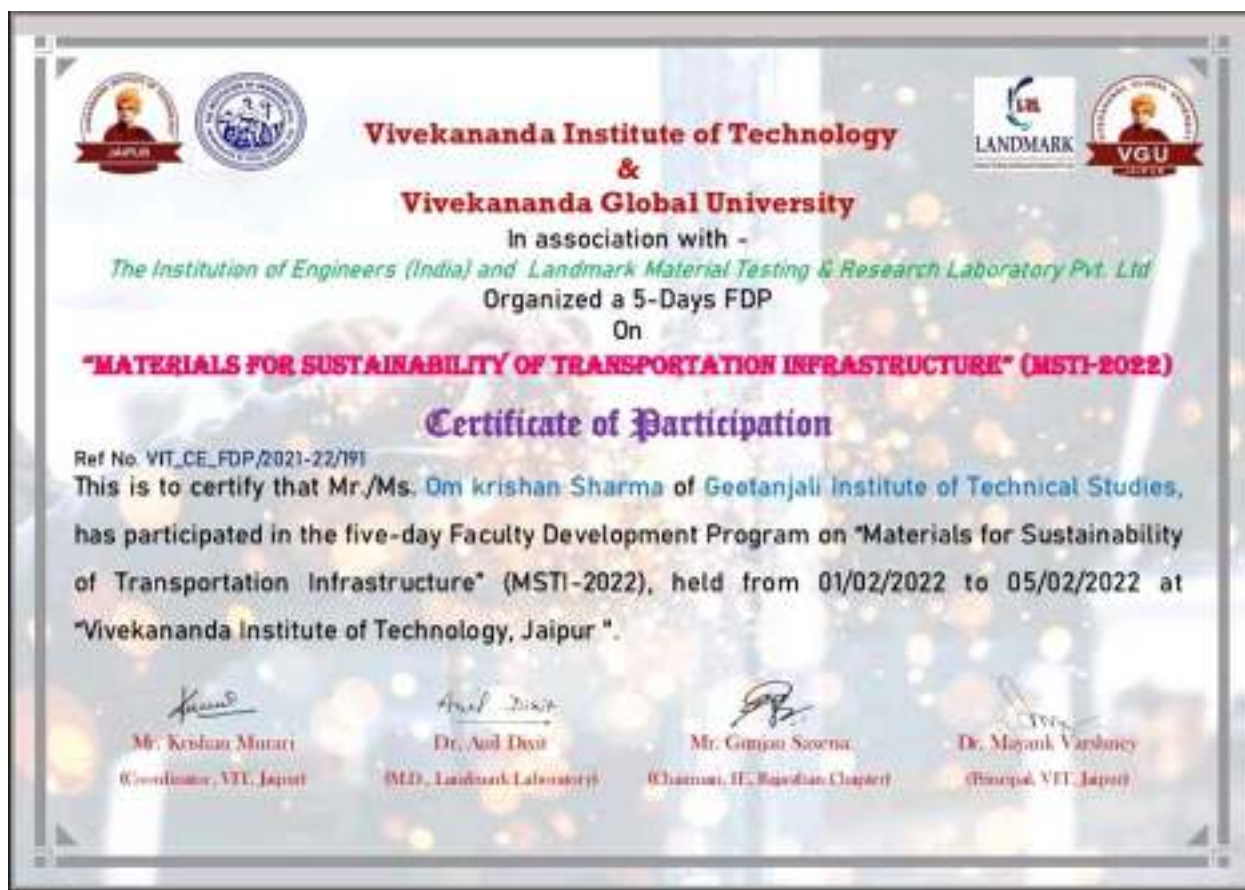 JAIPUR
LANDMARK
VGU
JAIPUR
Vivekananda Institute of Technology
&
Vivekananda Global University
In association with -
The Institution of Engineers (India) and Landmark Material Testing & Research Laboratory Pvt. Ltd
Organized a 5-Days FDP
On
"MATERIALS FOR SUSTAINABILITY OF TRANSPORTATION INFRASTRUCTURE" (MSTI-2022)
Certificate of Participation
Ref No. VIT_CE_FDP/2021-22/191
This is to certify that Mr./Ms. Om krishan Sharma of Geetanjali Institute of Technical Studies,
has participated in the five-day Faculty Development Program on "Materials for Sustainability
of Transportation Infrastructure" (MSTI-2022), held from 01/02/2022 to 05/02/2022 at
"Vivekananda Institute of Technology, Jaipur ".
Anil Dixit
Mr. Krishan Murari
Dr. Anil Dixit
Mr. Gunjan Saxena
Dr. Mayank Varshney
(Coordinator, VIT, Jaipur)
(M.D., Landmark Laboratory)
(Chairman, IE, Rajasthan Chapter)
(Principal, VIT, Jaipur)